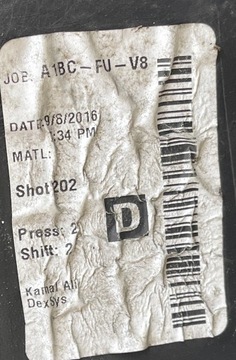 JOB: A1BC-FU-V8
DATE 9/8/2016
:34 PM
MATL:
Shot 202
D
Press: 2
Shift: 2
Kamal Ali
DexSys